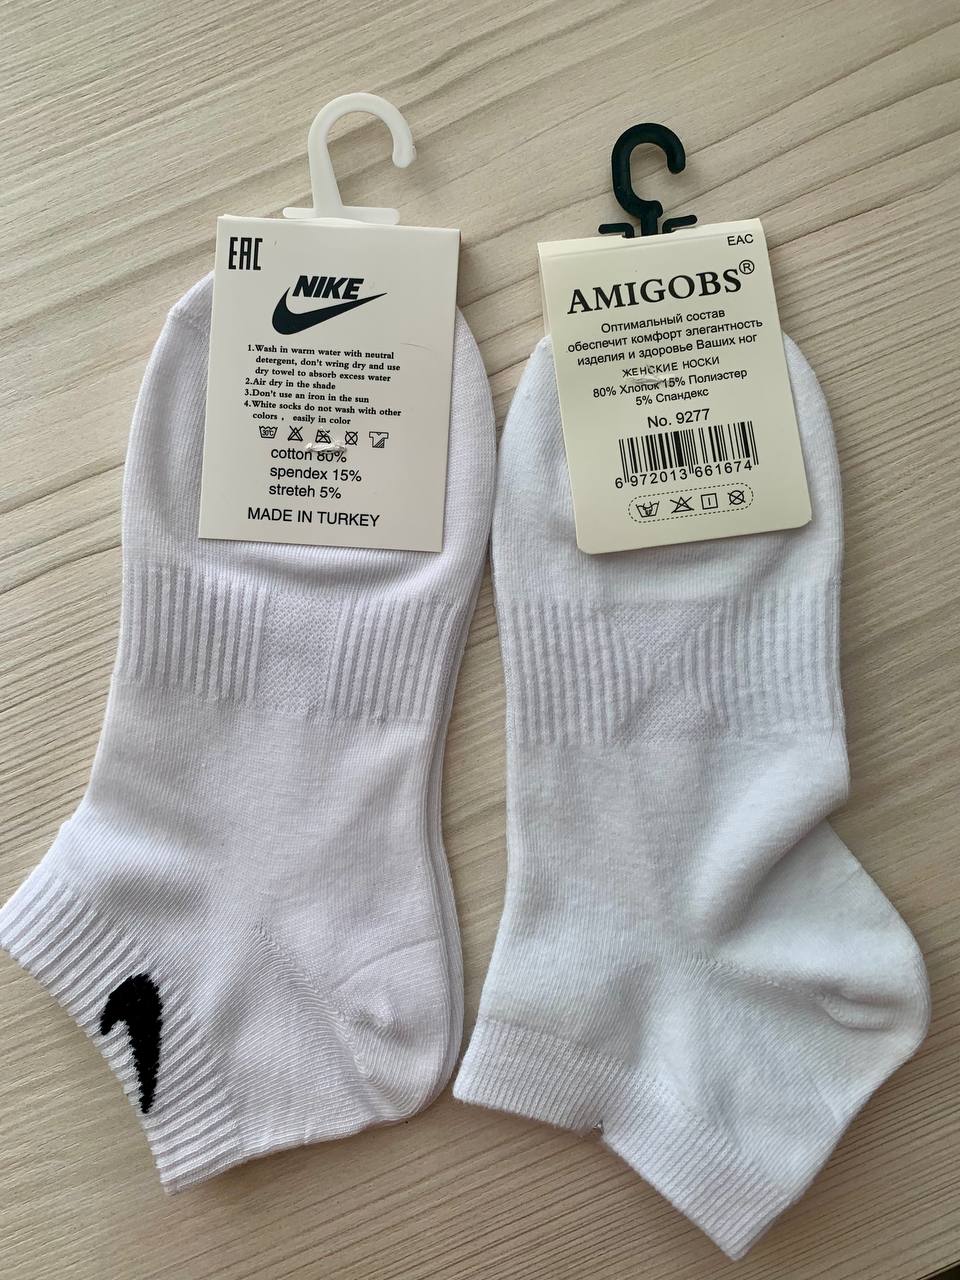 EAC
NIKE
1.Wash in warm water with neutral
detergent, don't wring dry and use
dry towel to absorb excess water
2.Air dry in the shade
3.Don't use an iron in the sun
4.White socks do not wash with other
colors , easily in color
30°C
cotton 80%
spendex 15%
streteh 5%
MADE IN TURKEY
EAC
AMIGOBS®
Оптимальный состав
обеспечит комфорт элегантность
изделия и здоровье Ваших ног
ЖЕНСКИЕ НОСКИ
80% Хлопок 15% Полиэстер
5% Спандекс
No. 9277
6 972013 661674